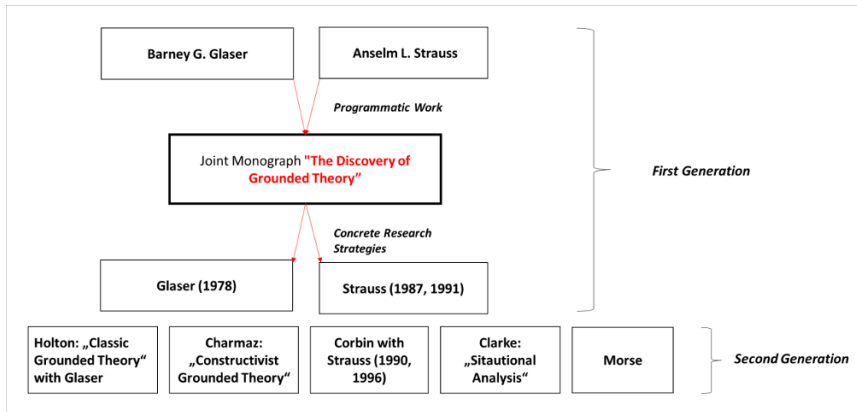 Barney G. Glaser
Anselm L. Strauss
Programmatic Work
Joint Monograph "The Discovery of
Grounded Theory”
First Generation
Concrete Research
Strategies
Glaser (1978)
Strauss (1987, 1991)
Holton: „Classic
Grounded Theory“
with Glaser
Charmaz:
„Constructivist
Grounded Theory“
Corbin with
Strauss (1990,
1996)
Clarke:
„Sitautional
Analysis“
Morse
Second Generation